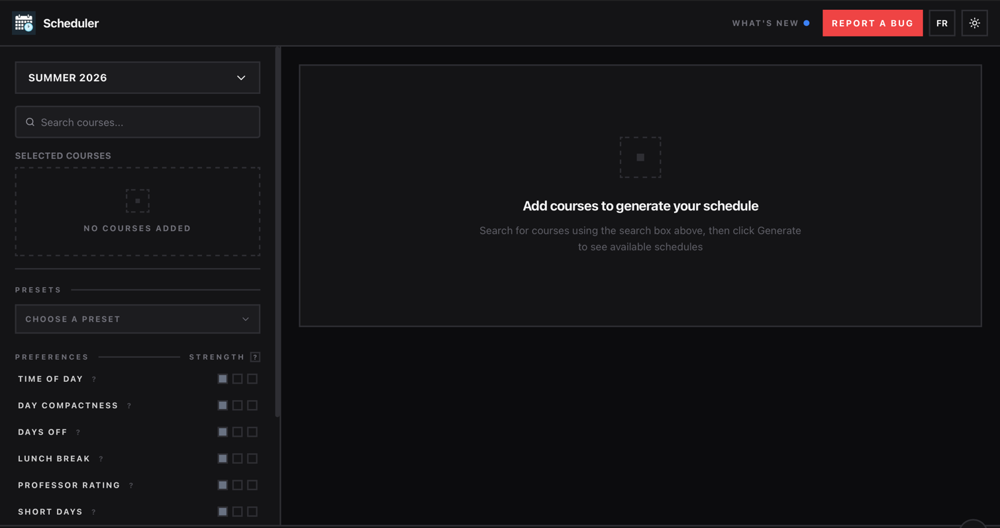 Scheduler
WHAT'S NEW
REPORT A BUG
FR
SUMMER 2026
Search courses...
SELECTED COURSES
NO COURSES ADDED
PRESETS
CHOOSE A PRESET
PREFERENCES
STRENGTH ?
TIME OF DAY ?
DAY COMPACTNESS ?
DAYS OFF ?
LUNCH BREAK ?
PROFESSOR RATING ?
SHORT DAYS ?
Add courses to generate your schedule
Search for courses using the search box above, then click Generate
to see available schedules